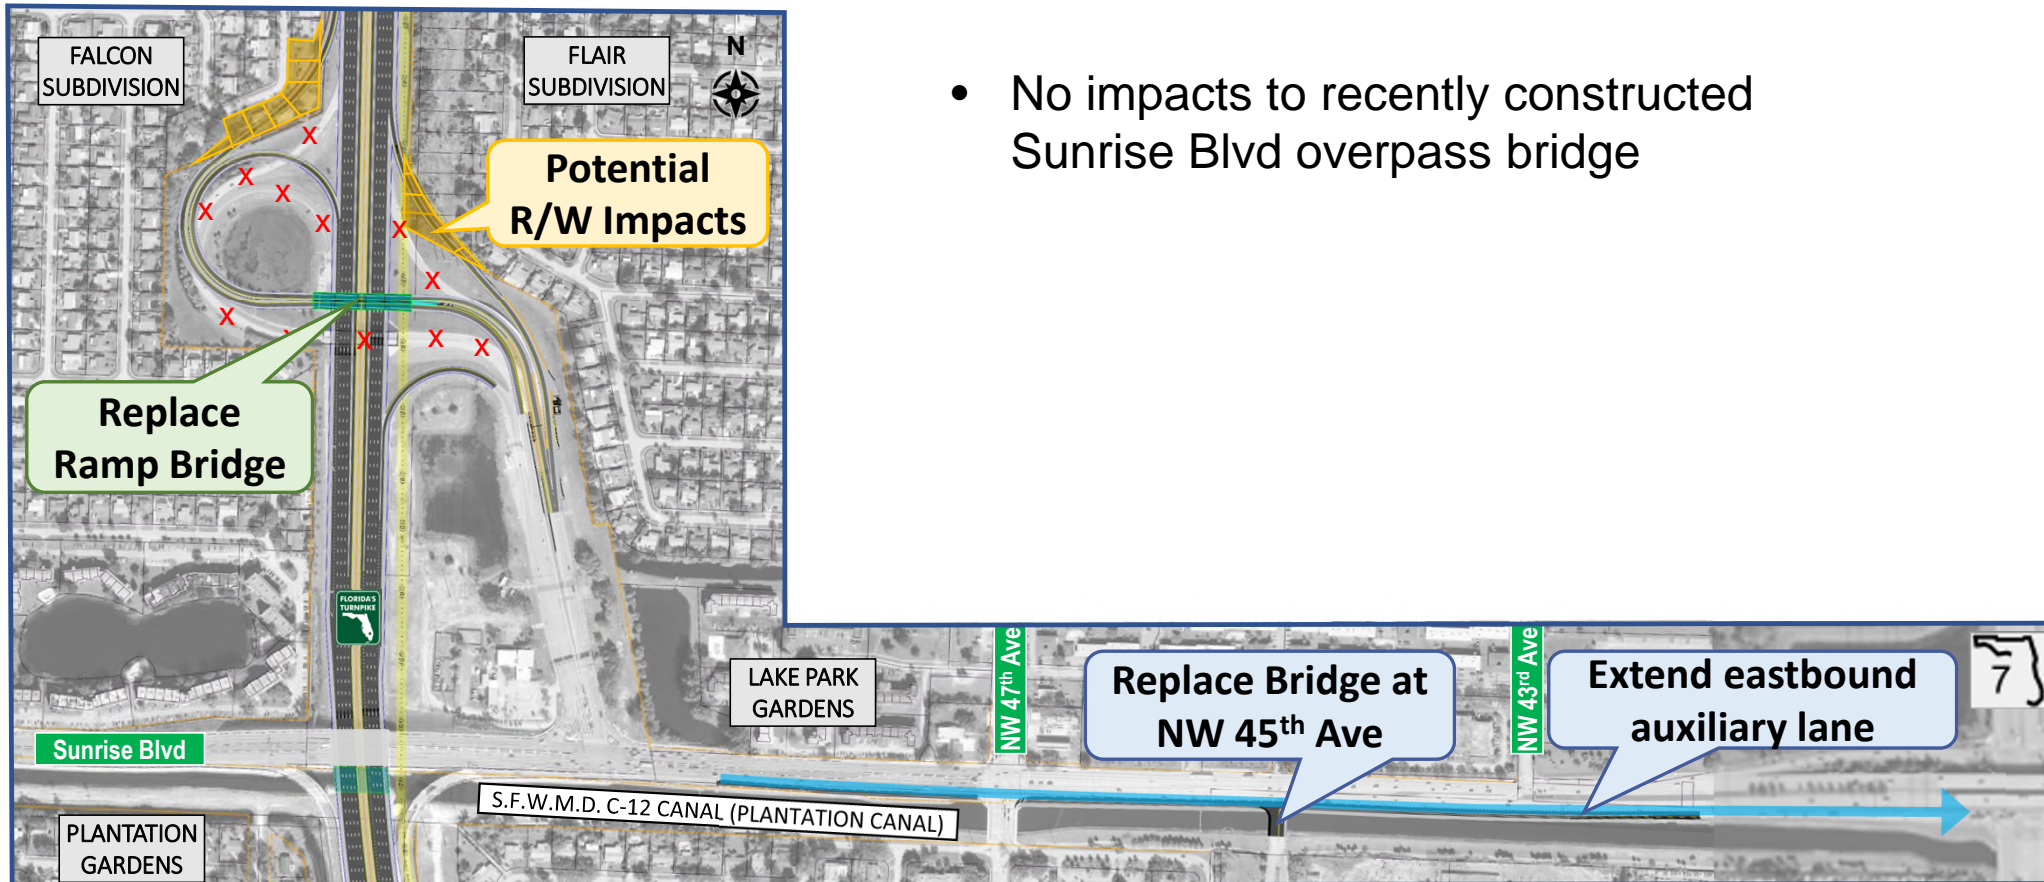 FALCON
SUBDIVISION
FLAIR
SUBDIVISION
N
• No impacts to recently constructed
Sunrise Blvd overpass bridge
Potential
R/W Impacts
X
X
X
X
X
X
X
X
X
X
X
Replace
Ramp Bridge
FLORIDA'S
TURNPIKE
LAKE PARK
GARDENS
NW 47th Ave
Replace Bridge at
NW 45th Ave
NW 43rd Ave
Extend eastbound
auxiliary lane
7
Sunrise Blvd
S.F.W.M.D. C-12 CANAL (PLANTATION CANAL)
PLANTATION
GARDENS